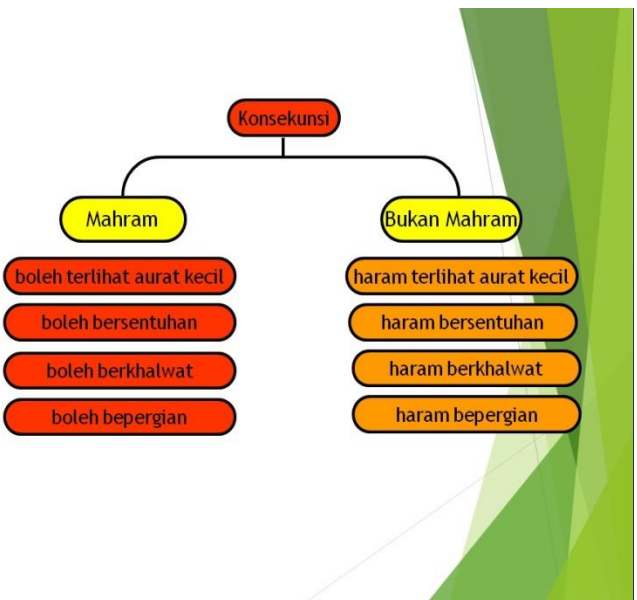 Konsekunsi
Mahram
boleh terlihat aurat kecil
boleh bersentuhan
boleh berkhalwat
boleh bepergian
Bukan Mahram
haram terlihat aurat kecil
haram bersentuhan
haram berkhalwat
haram bepergian